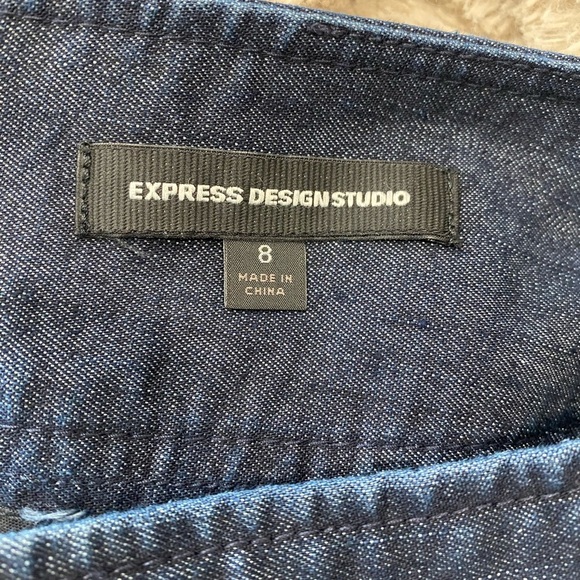 EXPRESS DESIGN STUDIO
8
MADE IN
CHINA